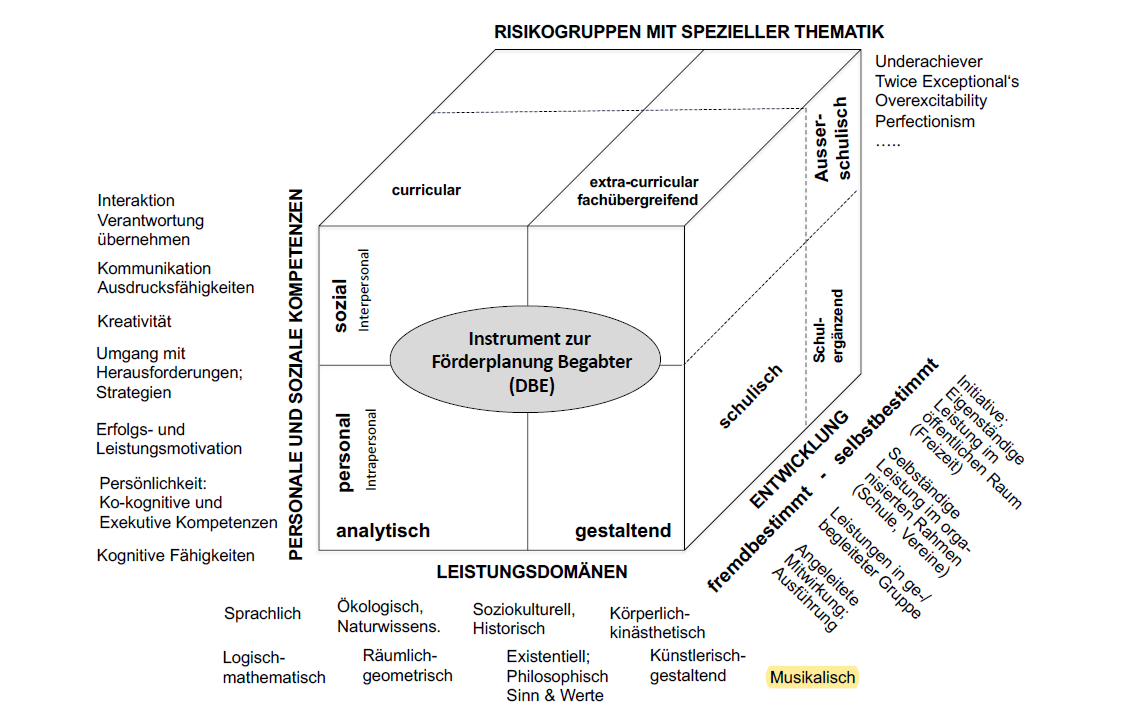 RISIKOGRUPPEN MIT SPEZIELLER THEMATIK
Underachiever
Twice Exceptional's
Overexcitability
Perfectionism
…..
Ausser-
schulisch
curricular
extra-curricular
fachübergreifend
Interaktion
Verantwortung
übernehmen
Kommunikation
Ausdrucksfähigkeiten
Kreativität
Umgang mit
Herausforderungen;
Strategien
Erfolgs- und
Leistungsmotivation
Persönlichkeit:
Ko-kognitive und
Exekutive Kompetenzen
Kognitive Fähigkeiten
PERSONALE UND SOZIALE KOMPETENZEN
sozial
Interpersonal
personal
Intrapersonal
Instrument zur
Förderplanung Begabter
(DBE)
analytisch
gestaltend
schulisch
Schul-
ergänzend
ENTWICKLUNG
fremdbestimmt - selbstbestimmt
Initiative;
Eigenständige
Leistung im
öffentlichen Raum
(Freizeit)
Selbständige
Leistung im orga-
nisierten Rahmen
(Schule, Vereine)
Leistungen in ge-/
begleiteter Gruppe
Angeleitete
Mitwirkung;
Ausführung
LEISTUNGSDOMÄNEN
Sprachlich
Ökologisch,
Naturwissens.
Soziokulturell,
Historisch
Körperlich-
kinästhetisch
Logisch-
mathematisch
Räumlich-
geometrisch
Existentiell;
Philosophisch
Sinn & Werte
Künstlerisch-
gestaltend
Musikalisch